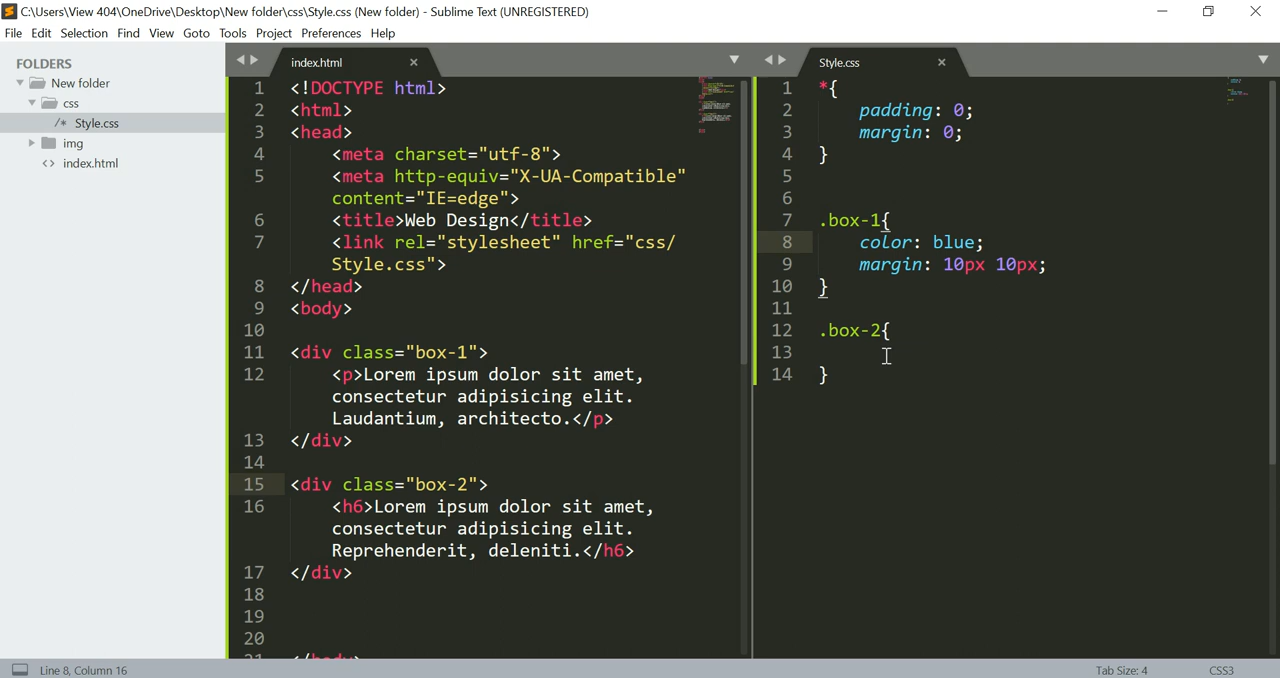 C:\Users\View 404\OneDrive\Desktop\New folder\css\Style.css (New folder) - Sublime Text (UNREGISTERED)
File Edit Selection Find View Goto Tools Project Preferences Help
FOLDERS
New folder
css
/* Style.css
img
<> index.html
index.html
1 <!DOCTYPE html>
2 <html>
3 <head>
4 <meta charset="utf-8">
5 <meta http-equiv="X-UA-Compatible"
content="IE=edge">
6 <title>Web Design</title>
7 <link rel="stylesheet" href="css/
Style.css">
8 </head>
9 <body>
10
11 <div class="box-1">
12 <p>Lorem ipsum dolor sit amet,
consectetur adipisicing elit.
Laudantium, architecto.</p>
13 </div>
14
15 <div class="box-2">
16 <h6>Lorem ipsum dolor sit amet,
consectetur adipisicing elit.
Reprehenderit, deleniti.</h6>
17 </div>
18
19
20
21 </body>
Style.css
1 *{
2 padding: 0;
3 margin: 0;
4 }
5
6
7 .box-1{
8 color: blue;
9 margin: 10px 10px;
10 }
11
12 .box-2{
13
14 }
Line 8, Column 16
Tab Size: 4
CSS3